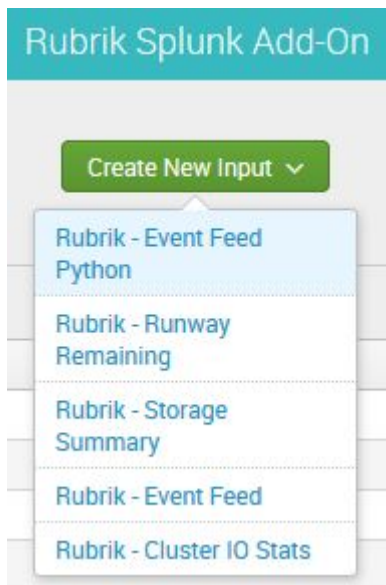 Rubrik Splunk Add-On
Create New Input
Rubrik - Event Feed
Python
Rubrik - Runway
Remaining
Rubrik - Storage
Summary
Rubrik - Event Feed
Rubrik - Cluster IO Stats